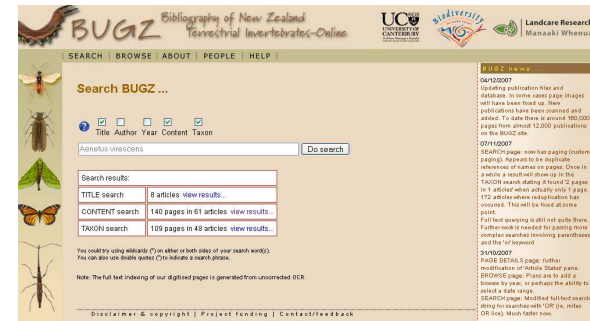 BUGZ
Bibliography of New Zealand
Terrestrial Invertebrates-Online
UC
UNIVERSITY OF
CANTERBURY
Biodiversity
Landcare Research
Manaaki Whenua
SEARCH | BROWSE | ABOUT | PEOPLE | HELP |
Search BUGZ ...
Title Author Year Content Taxon
Aenetus virescens
Do search
Search results:
TITLE search 8 articles view results...
CONTENT search 140 pages in 61 articles view results...
TAXON search 109 pages in 48 articles view results...
You could try using wildcards (*) on either or both sides of your search word(s).
You can also use double quotes (") to indicate a search phrase.
Note: The full text indexing of our digitised pages is generated from uncorrected OCR.
Disclaimer & copyright | Project funding | Contact/feedback
BUGZ news...
04/12/2007
Updating publication files and
database. In some cases page images
will have been fixed up. New
publications have been scanned and
added. To date there is around 160,000
pages from almost 12,000 publications
on the BUGZ site.
07/11/2007
SEARCH page: now has paging (custom
paging). Appears to be duplicate
references of names on pages. Once in
a while a result will show up in the
TAXON search stating it found '2 pages
in 1 articles' when actually only 1 page.
172 articles where reduplication has
occured. This will be fixed at some
point.
Full text querying is still not quite there.
Further work is needed for parsing more
complex searches involving parentheses
and the 'or' keyword
31/10/2007
PAGE DETAILS page: further
modification of 'Article Status' pane.
BROWSE page: Plans are to add a
browse by year, or perhaps the ability to
select a date range.
SEARCH page: Modified full-text search
string for searches with 'OR' (ie, mites
OR lice). Much faster now.